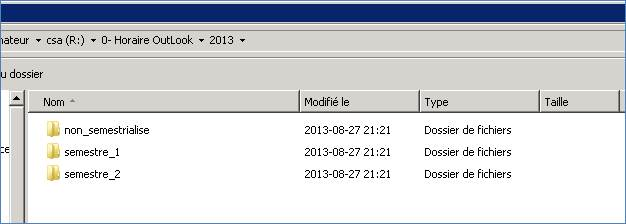 nateur csa (R:) 0- Horaire OutLook 2013
u dossier
Nom Modifié le Type Taille
non_semestrialise 2013-08-27 21:21 Dossier de fichiers
ce
semestre_1 2013-08-27 21:21 Dossier de fichiers
semestre_2 2013-08-27 21:21 Dossier de fichiers